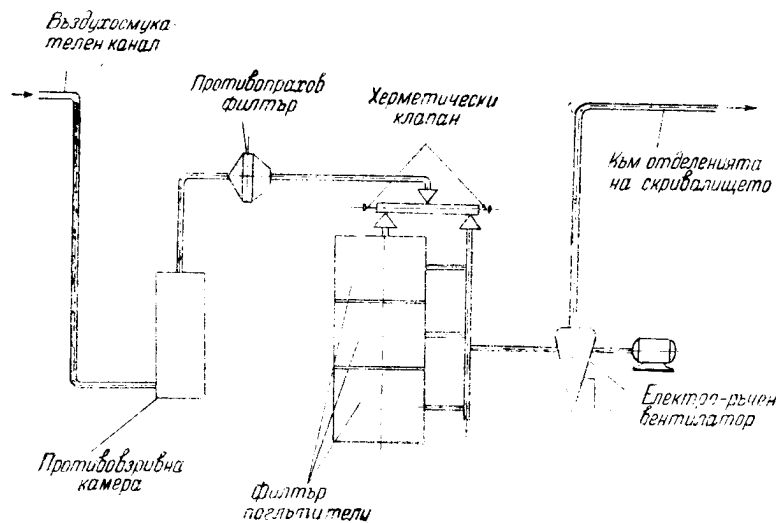 Въздухосмука-
телен канал
Противопрахов
филтър
Херметически
клапан
Към отделенията
на скривалището
Електро-ръчен
вентилатор
Противовзривна
камера
Филтър
поглътители